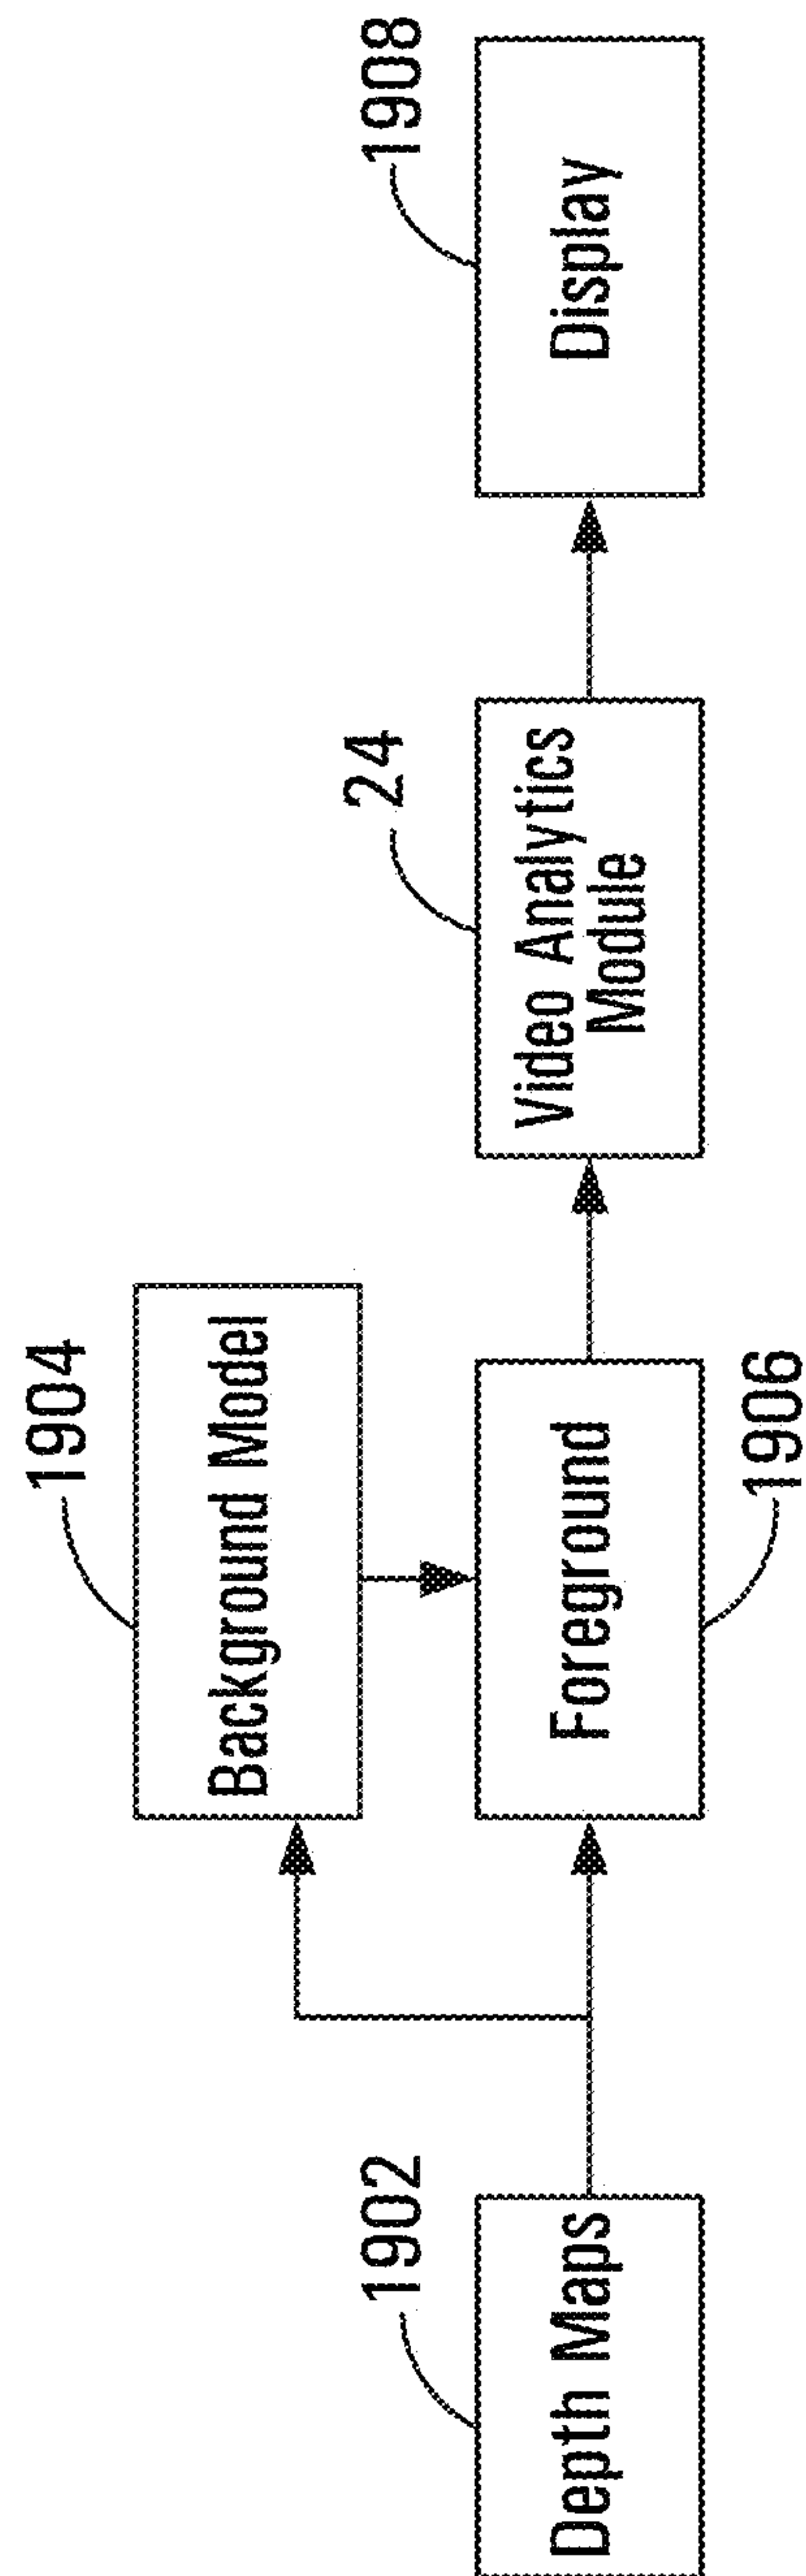 1904
Background Model
1902
Depth Maps
Foreground
1906
24
Video Analytics
Module
1908
Display